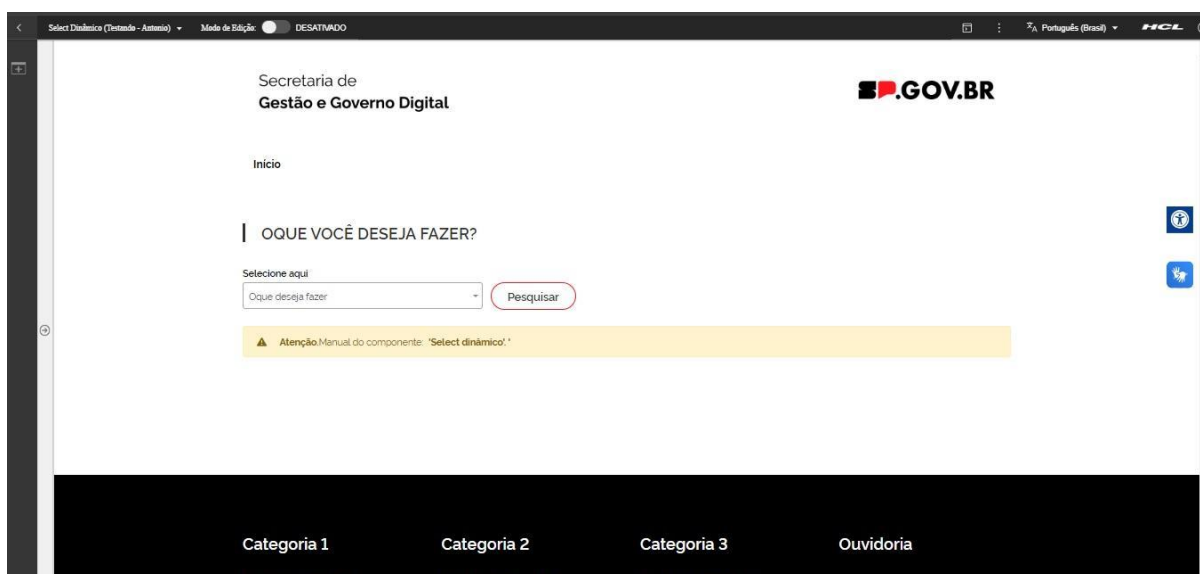 Select Dinâmico (Testando - Antonio) Modo de Edição: DESATIVADO Português (Brasil) HCL
Secretaria de
Gestão e Governo Digital
SP.GOV.BR
Início
OQUE VOCÊ DESEJA FAZER?
Selecione aqui
Oque deseja fazer Pesquisar
Atenção.Manual do componente: 'Select dinâmico'. '
Categoria 1 Categoria 2 Categoria 3 Ouvidoria